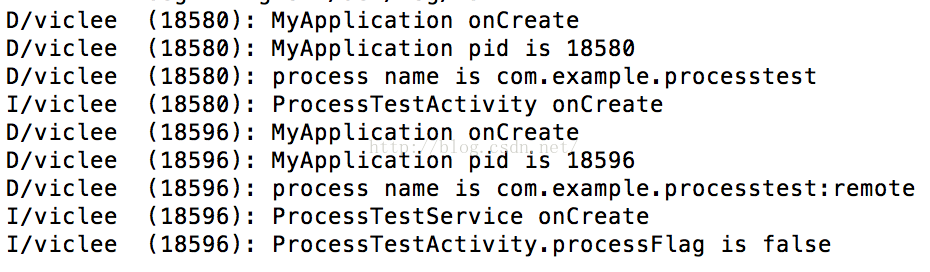 D/viclee  (18580): MyApplication onCreate
D/viclee  (18580): MyApplication pid is 18580
D/viclee  (18580): process name is com.example.processtest
I/viclee  (18580): ProcessTestActivity onCreate
D/viclee  (18596): MyApplication onCreate
http://blog.csdn.net/
D/viclee  (18596): MyApplication pid is 18596
D/viclee  (18596): process name is com.example.processtest:remote
I/viclee  (18596): ProcessTestService onCreate
I/viclee  (18596): ProcessTestActivity.processFlag is false